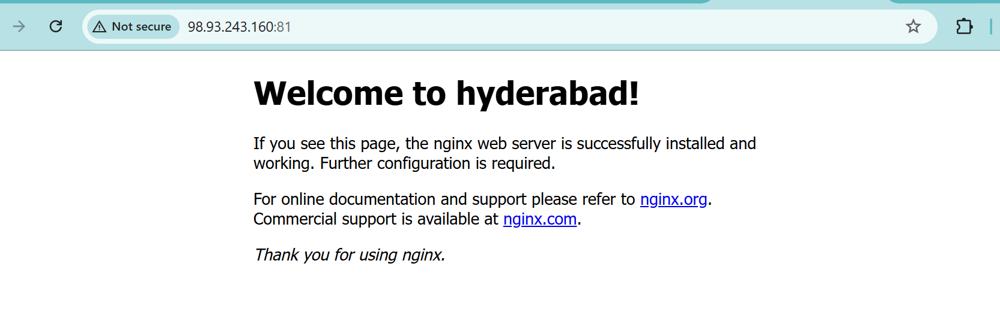 Not secure 98.93.243.160:81
Welcome to hyderabad!
If you see this page, the nginx web server is successfully installed and
working. Further configuration is required.
For online documentation and support please refer to nginx.org.
Commercial support is available at nginx.com.
Thank you for using nginx.